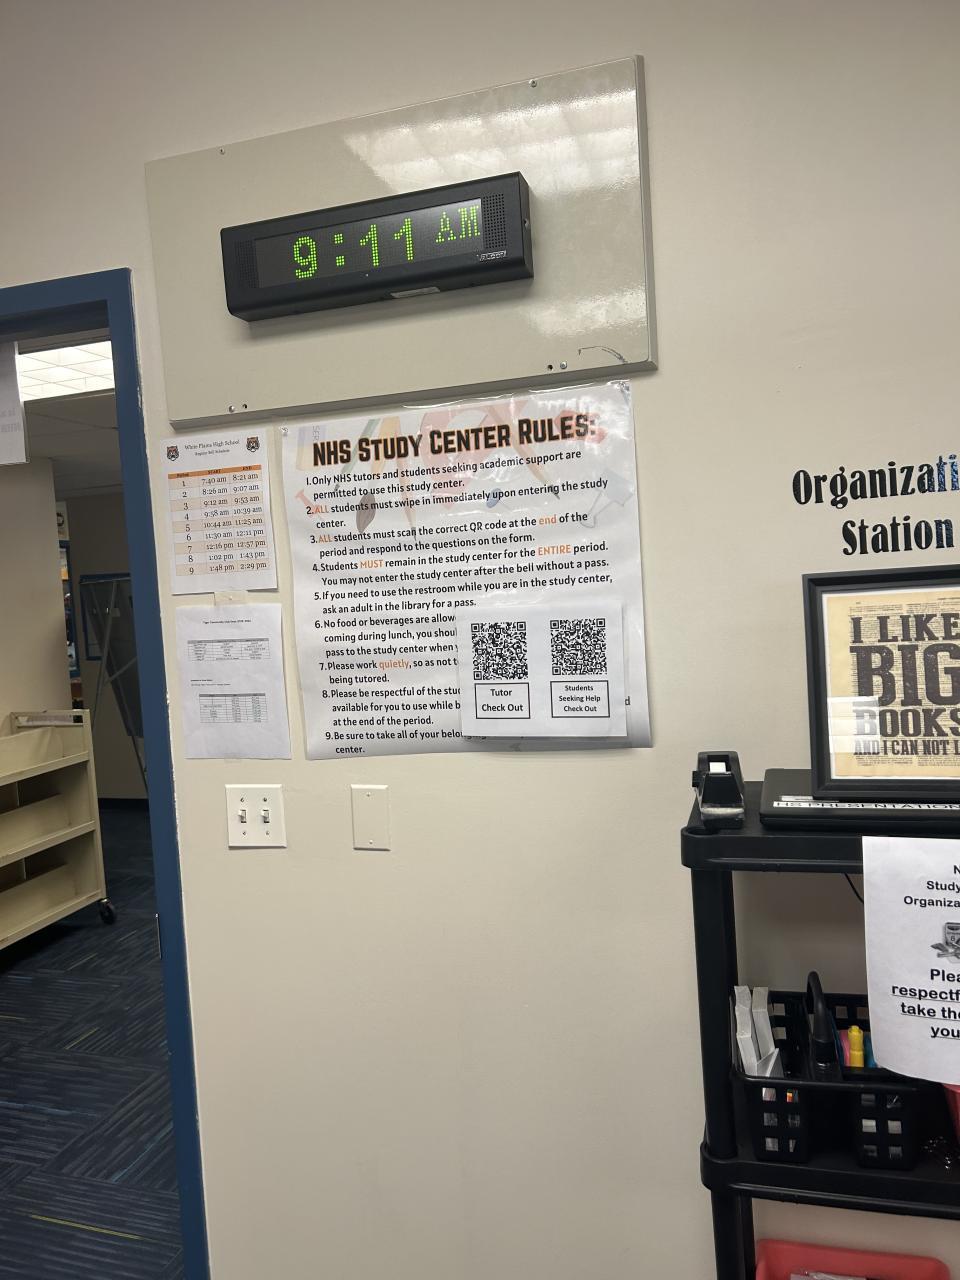 9:11 AM
White Plains High School
Regular Bell Schedule
Period START END
1 7:40 am 8:21 am
2 8:26 am 9:07 am
3 9:12 am 9:53 am
4 9:58 am 10:39 am
5 10:44 am 11:25 am
6 11:30 am 12:11 pm
7 12:16 pm 12:57 pm
8 1:02 pm 1:43 pm
9 1:48 pm 2:29 pm
NHS STUDY CENTER RULES:
1.Only NHS tutors and students seeking academic support are
permitted to use this study center.
2.ALL students must swipe in immediately upon entering the study
center.
3.ALL students must scan the correct QR code at the end of the
period and respond to the questions on the form.
4.Students MUST remain in the study center for the ENTIRE period.
You may not enter the study center after the bell without a pass.
5.If you need to use the restroom while you are in the study center,
ask an adult in the library for a pass.
6.No food or beverages are allow
coming during lunch, you shoul
pass to the study center when
7.Please work quietly, so as not t
being tutored.
8.Please be respectful of the stud
available for you to use while b
at the end of the period.
9.Be sure to take all of your belon
center.
Tutor
Check Out
Students
Seeking Help
Check Out
Organizati
Station
I LIKE
BIG
BOOKS
AND I CAN NOT L
HS PRESENTATION
N
Study
Organiza
Plea
respectf
take the
you